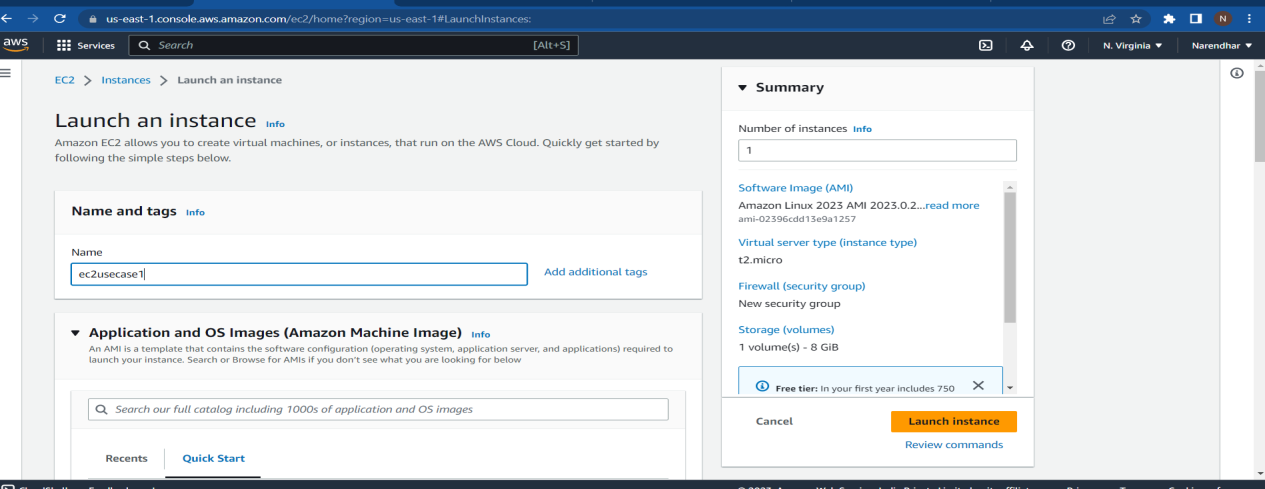 us-east-1.console.aws.amazon.com/ec2/home?region=us-east-1#LaunchInstances:
N
aws
Services
Search
[Alt+S]
N. Virginia
Narendhar
EC2 > Instances > Launch an instance
Launch an instance Info
Amazon EC2 allows you to create virtual machines, or instances, that run on the AWS Cloud. Quickly get started by
following the simple steps below.
Name and tags Info
Name
ec2usecase1
Add additional tags
Application and OS Images (Amazon Machine Image) Info
An AMI is a template that contains the software configuration (operating system, application server, and applications) required to
launch your instance. Search or Browse for AMIs if you don't see what you are looking for below
Search our full catalog including 1000s of application and OS images
Recents
Quick Start
Summary
Number of instances Info
1
Software Image (AMI)
Amazon Linux 2023 AMI 2023.0.2...read more
ami-02396cdd13e9a1257
Virtual server type (instance type)
t2.micro
Firewall (security group)
New security group
Storage (volumes)
1 volume(s) - 8 GiB
Free tier: In your first year includes 750
Cancel
Launch instance
Review commands